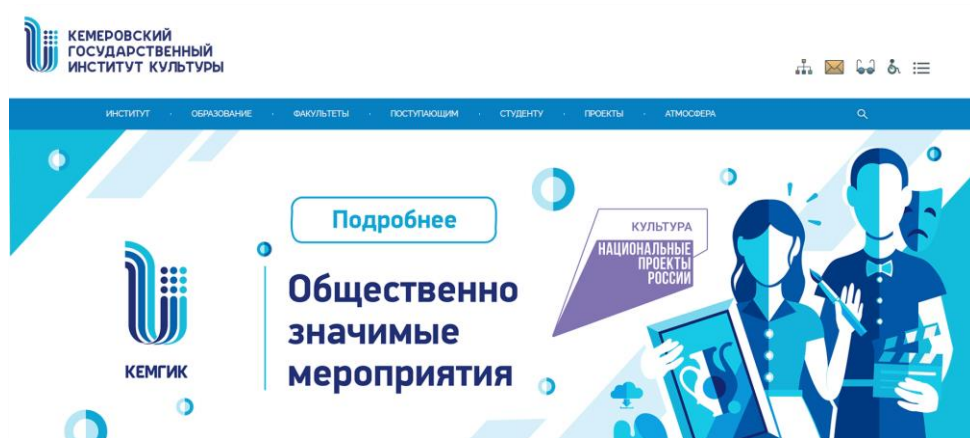 КЕМЕРОВСКИЙ
ГОСУДАРСТВЕННЫЙ
ИНСТИТУТ КУЛЬТУРЫ
ИНСТИТУТ · ОБРАЗОВАНИЕ · ФАКУЛЬТЕТЫ · ПОСТУПАЮЩИМ · СТУДЕНТУ · ПРОЕКТЫ · АТМОСФЕРА
Подробнее
КУЛЬТУРА
НАЦИОНАЛЬНЫЕ
ПРОЕКТЫ
РОССИИ
Общественно
значимые
мероприятия
КЕМГИК